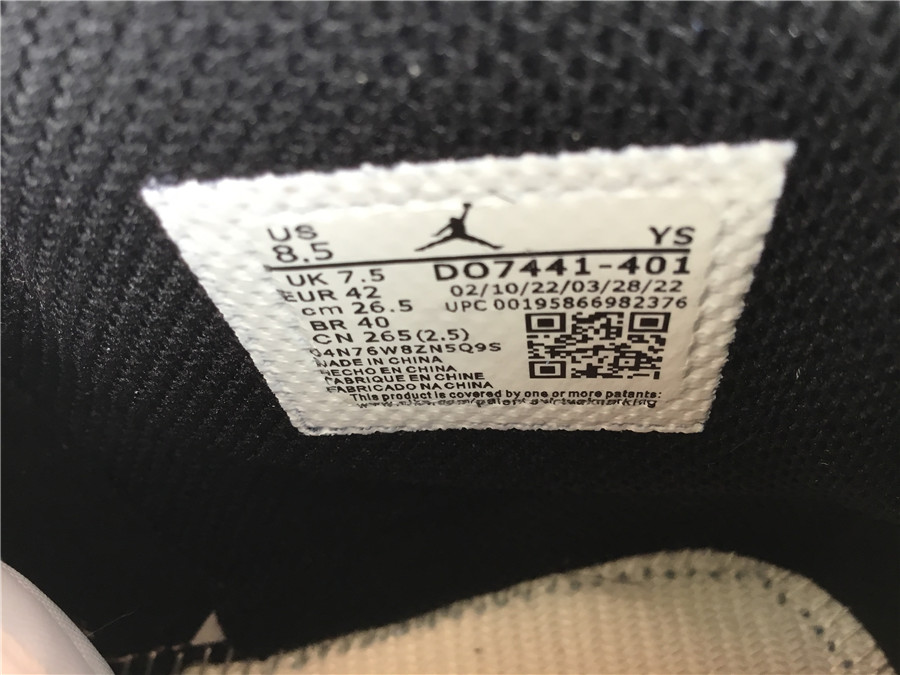 US
8.5
YS
UK 7.5
DO7441-401
EUR 42
02/10/22/03/28/22
cm 26.5
UPC 00195866982376
BR 40
CN 265(2.5)
04N76W8ZN5Q9S
MADE IN CHINA
HECHO EN CHINA
FABRIQUE EN CHINE
FABRICADO NA CHINA
This product is covered by one or more patents: